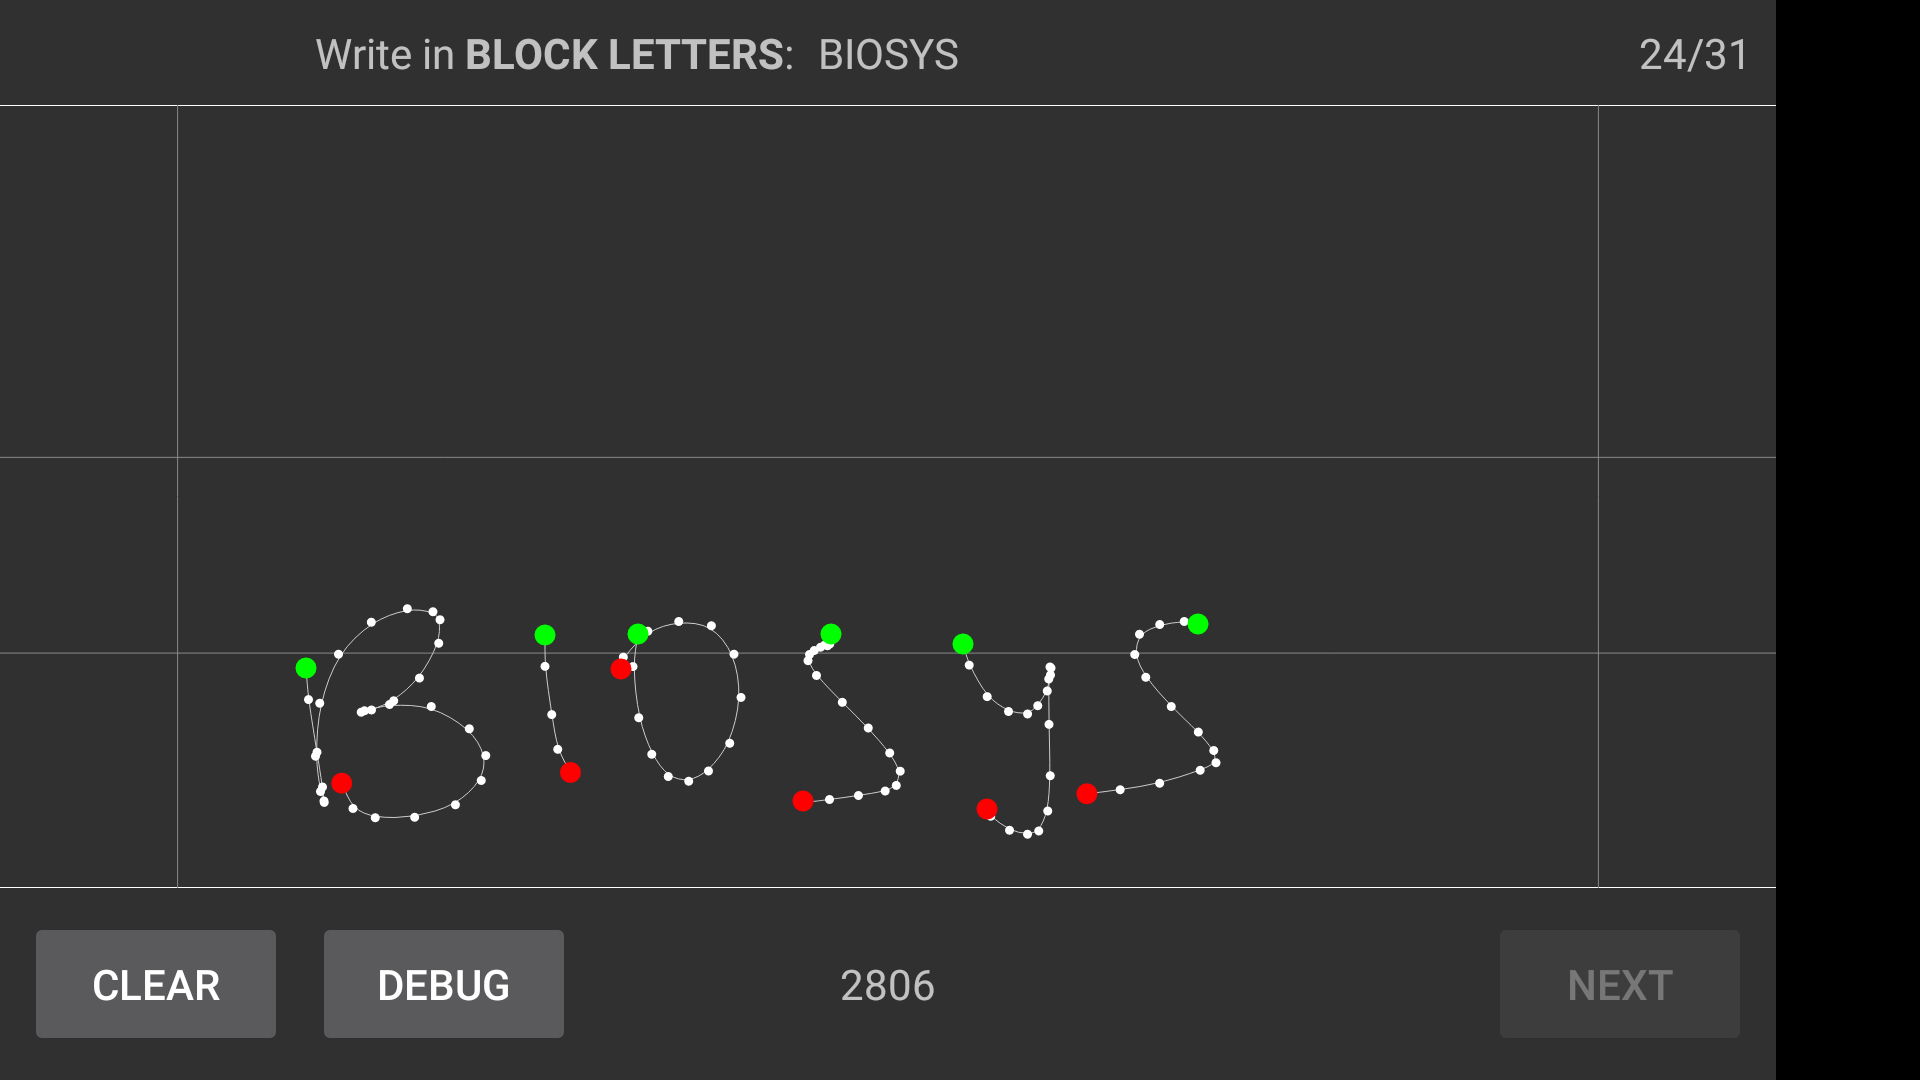 Write in BLOCK LETTERS: BIOSYS 24/31
BIOSYS
CLEAR DEBUG 2806 NEXT